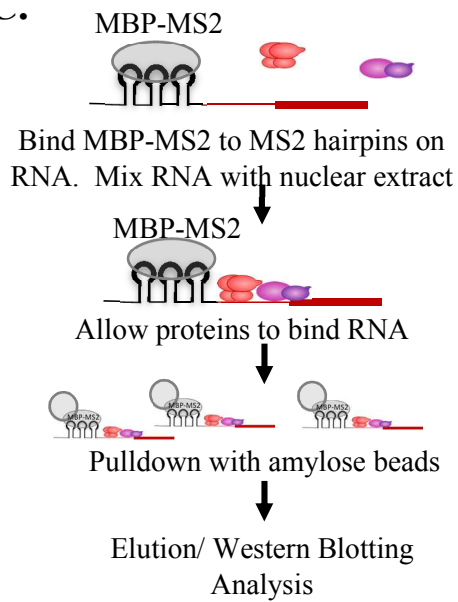 C.
MBP-MS2
Bind MBP-MS2 to MS2 hairpins on
RNA. Mix RNA with nuclear extract
MBP-MS2
Allow proteins to bind RNA
MBP-MS2 MBP-MS2 MBP-MS2
Pulldown with amylose beads
Elution/ Western Blotting
Analysis